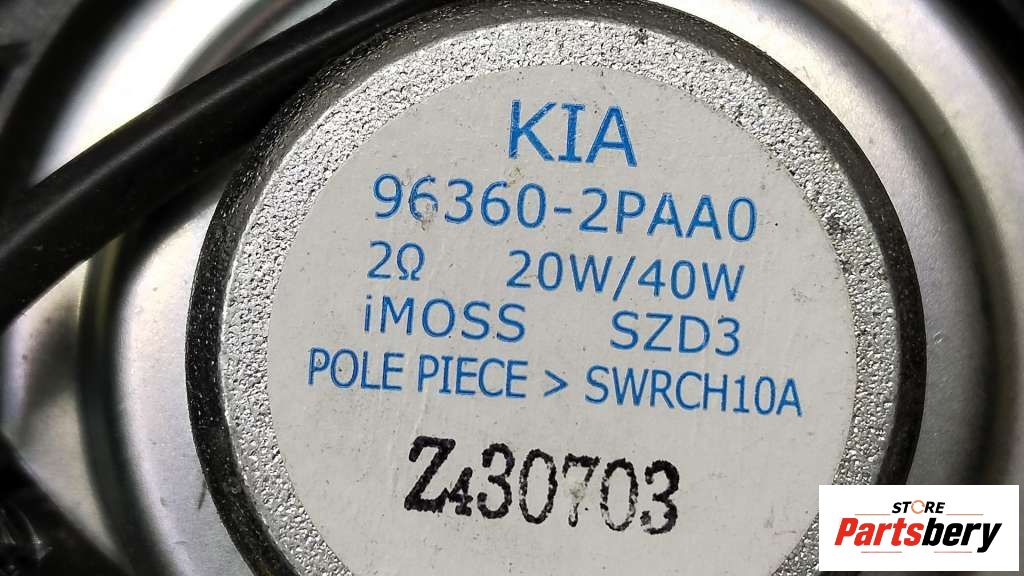 KIA
96360-2PAA0
2Ω 20W/40W
iMOSS SZD3
POLE PIECE > SWRCH10A
Z430703
STORE
Partsbery